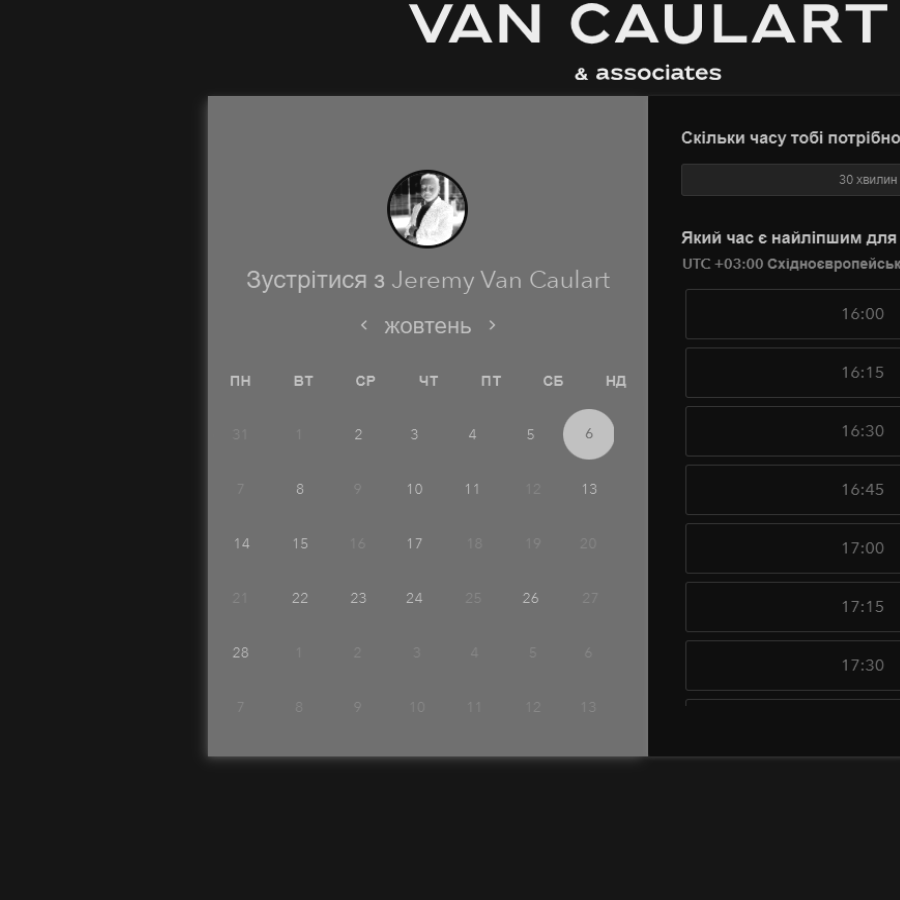 VAN CAULART
& associates
Зустрітися з Jeremy Van Caulart
жовтень
ПН ВТ СР ЧТ ПТ СБ НД
31 1 2 3 4 5 6
7 8 9 10 11 12 13
14 15 16 17 18 19 20
21 22 23 24 25 26 27
28 1 2 3 4 5 6
7 8 9 10 11 12 13
Скільки часу тобі потрібно
30 хвилин
Який час є найліпшим для
UTC +03:00 Східноєвропейськ
16:00
16:15
16:30
16:45
17:00
17:15
17:30